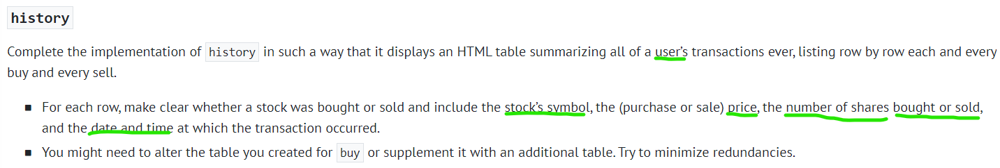 history
Complete the implementation of history in such a way that it displays an HTML table summarizing all of a user’s transactions ever, listing row by row each and every
buy and every sell.
For each row, make clear whether a stock was bought or sold and include the stock’s symbol, the (purchase or sale) price, the number of shares bought or sold,
and the date and time at which the transaction occurred.
You might need to alter the table you created for buy or supplement it with an additional table. Try to minimize redundancies.